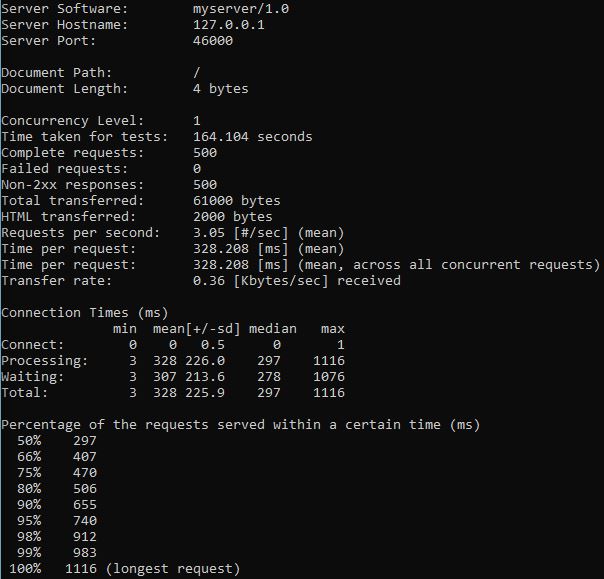 Server Software: myserver/1.0
Server Hostname: 127.0.0.1
Server Port: 46000
Document Path: /
Document Length: 4 bytes
Concurrency Level: 1
Time taken for tests: 164.104 seconds
Complete requests: 500
Failed requests: 0
Non-2xx responses: 500
Total transferred: 61000 bytes
HTML transferred: 2000 bytes
Requests per second: 3.05 [#/sec] (mean)
Time per request: 328.208 [ms] (mean)
Time per request: 328.208 [ms] (mean, across all concurrent requests)
Transfer rate: 0.36 [Kbytes/sec] received
Connection Times (ms)
min mean[+/-sd] median max
Connect: 0 0 0.5 0 1
Processing: 3 328 226.0 297 1116
Waiting: 3 307 213.6 278 1076
Total: 3 328 225.9 297 1116
Percentage of the requests served within a certain time (ms)
50% 297
66% 407
75% 470
80% 506
90% 655
95% 740
98% 912
99% 983
100% 1116 (longest request)